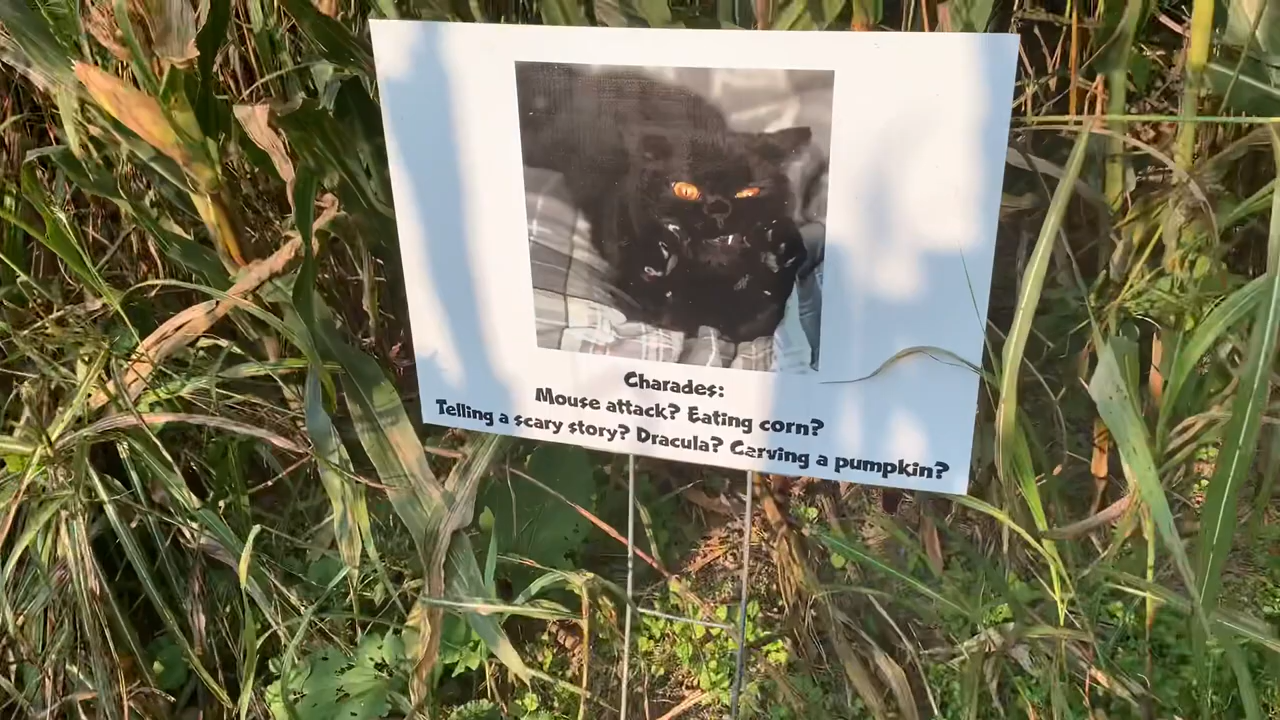 Charades:
Mouse attack? Eating corn?
Telling a scary story? Dracula? Carving a pumpkin?